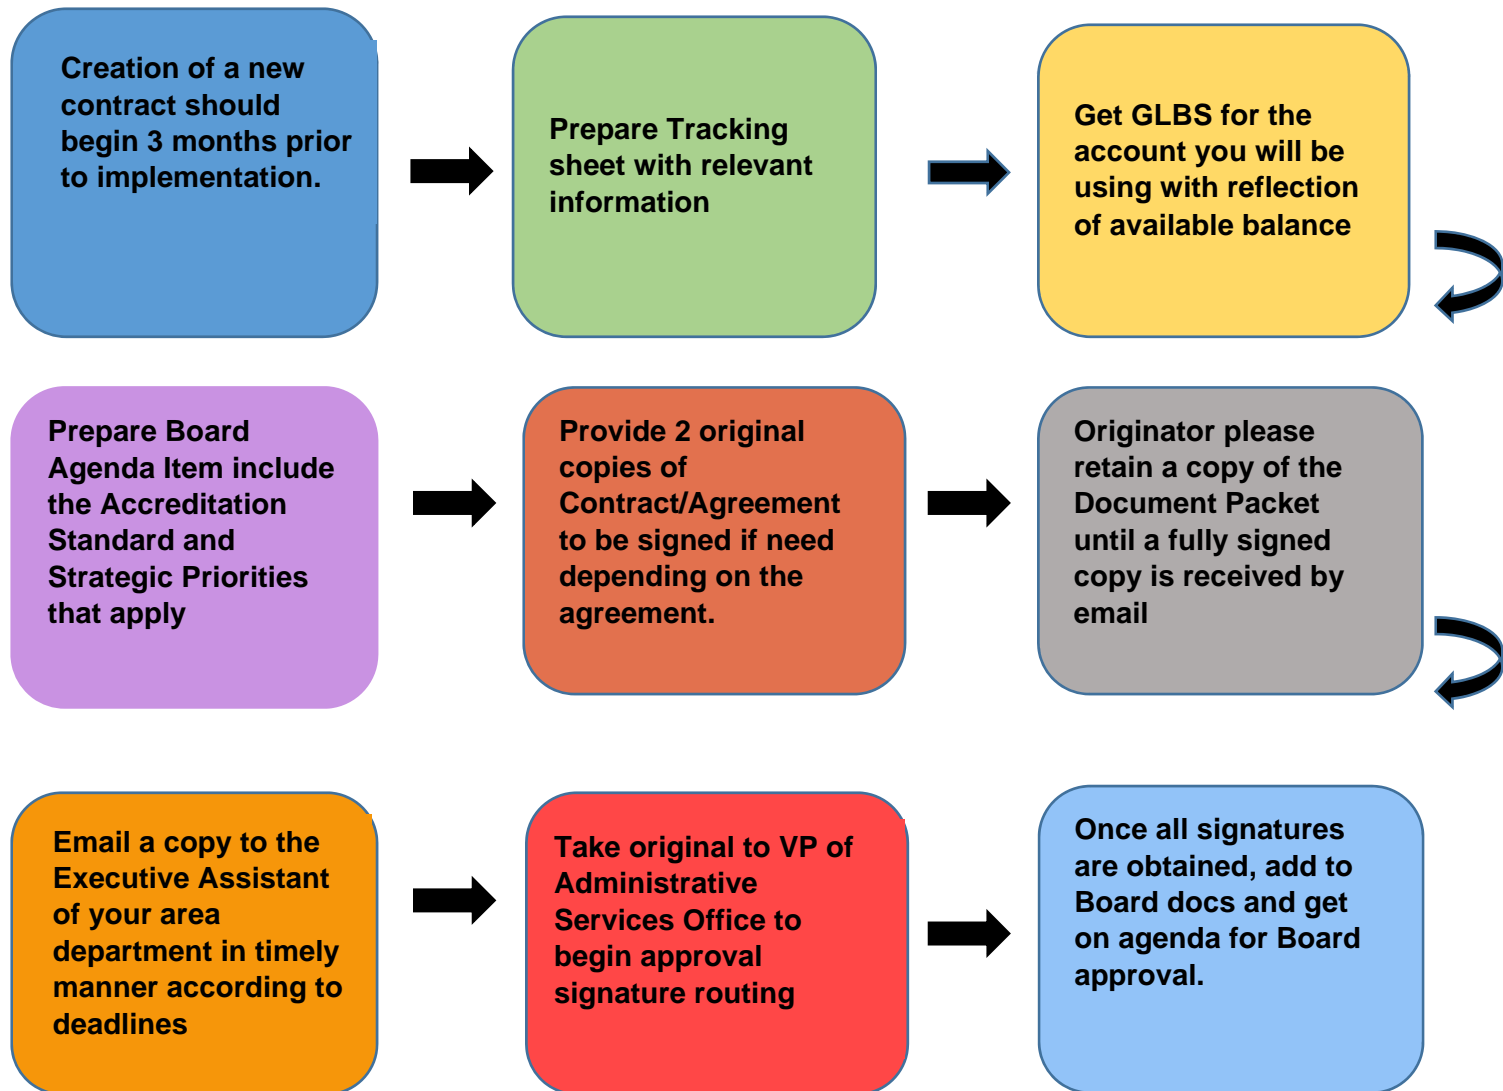 Creation of a new
contract should
begin 3 months prior
to implementation.
Prepare Tracking
sheet with relevant
information
Get GLBS for the
account you will be
using with reflection
of available balance
Prepare Board
Agenda Item include
the Accreditation
Standard and
Strategic Priorities
that apply
Provide 2 original
copies of
Contract/Agreement
to be signed if need
depending on the
agreement.
Originator please
retain a copy of the
Document Packet
until a fully signed
copy is received by
email
Email a copy to the
Executive Assistant
of your area
department in timely
manner according to
deadlines
Take original to VP of
Administrative
Services Office to
begin approval
signature routing
Once all signatures
are obtained, add to
Board docs and get
on agenda for Board
approval.